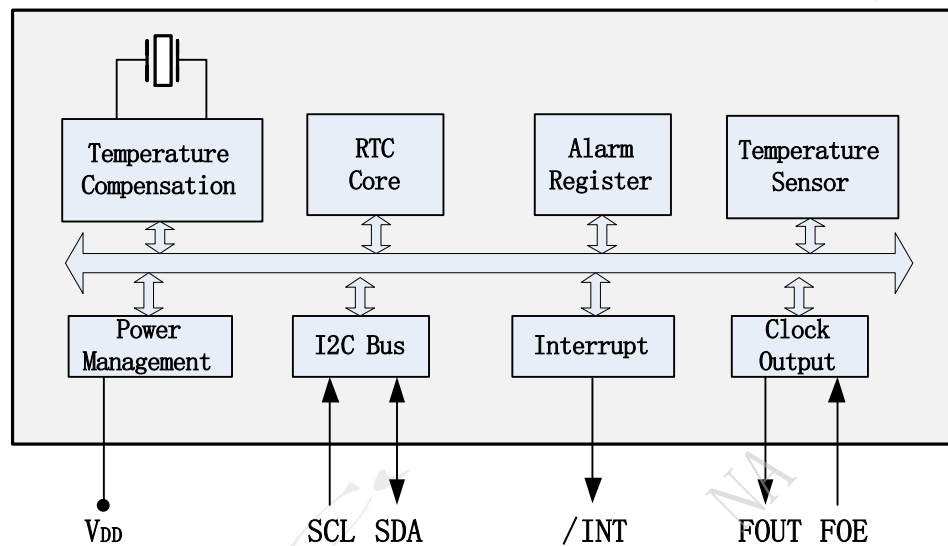 Temperature
Compensation
RTC
Core
Alarm
Register
Temperature
Sensor
Power
Management
I2C Bus
Interrupt
Clock
Output
VDD
SCL SDA
/INT
FOUT FOE
NA